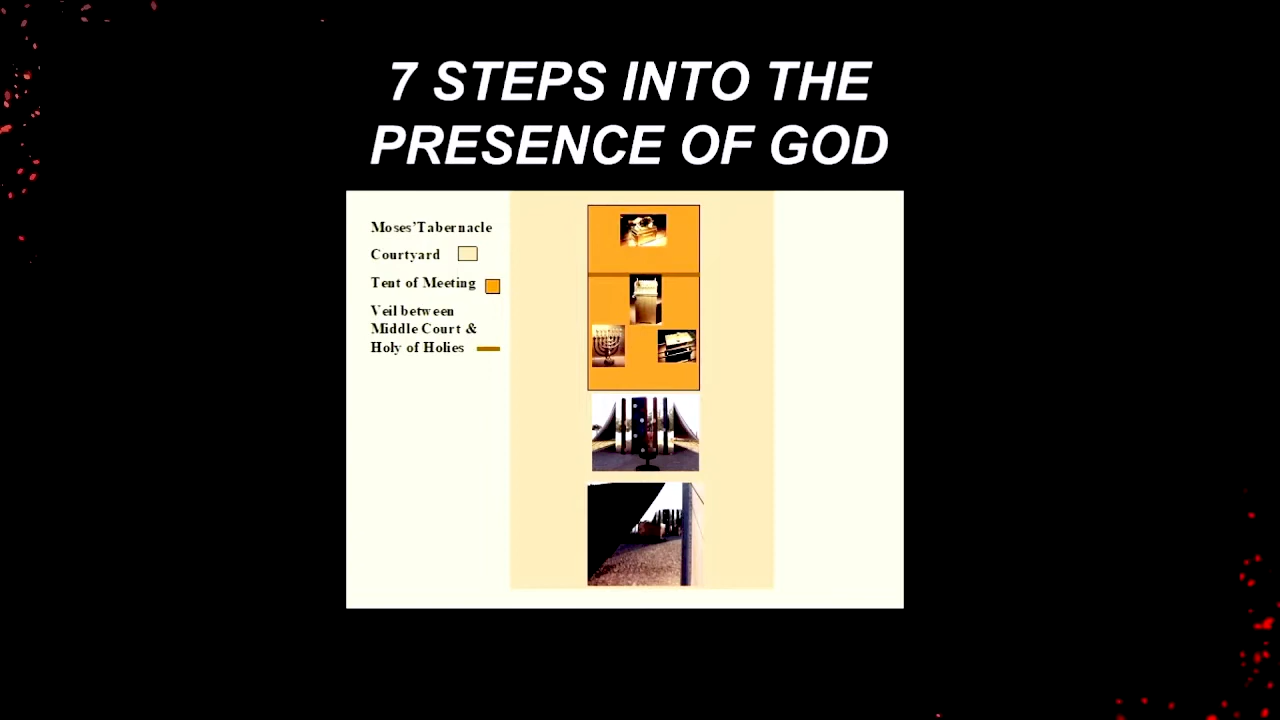 7 STEPS INTO THE
PRESENCE OF GOD
Moses'Tabernacle
Courtyard
Tent of Meeting
Veil between
Middle Court &
Holy of Holies